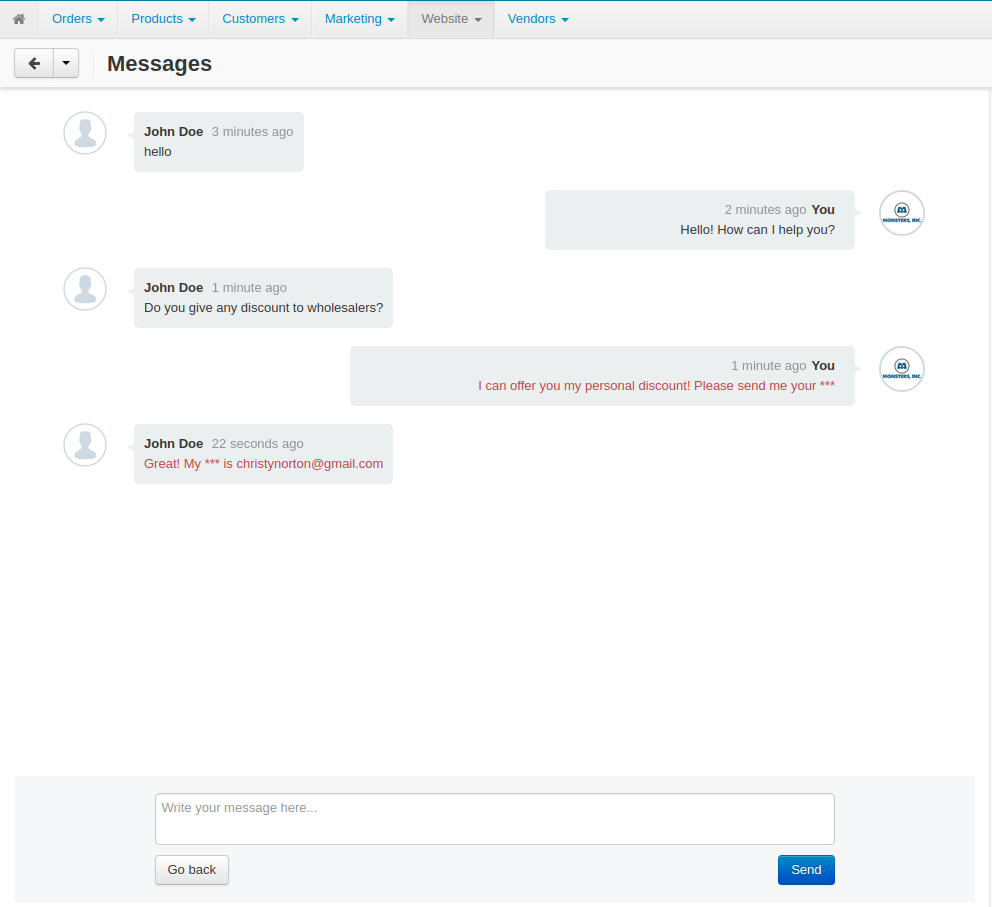 Orders Products Customers Marketing Website Vendors
Messages
John Doe 3 minutes ago
hello
2 minutes ago You
Hello! How can I help you?
MONSTERS, INC.
John Doe 1 minute ago
Do you give any discount to wholesalers?
1 minute ago You
I can offer you my personal discount! Please send me your ***
MONSTERS, INC.
John Doe 22 seconds ago
Great! My *** is christynorton@gmail.com
Write your message here...
Go back Send